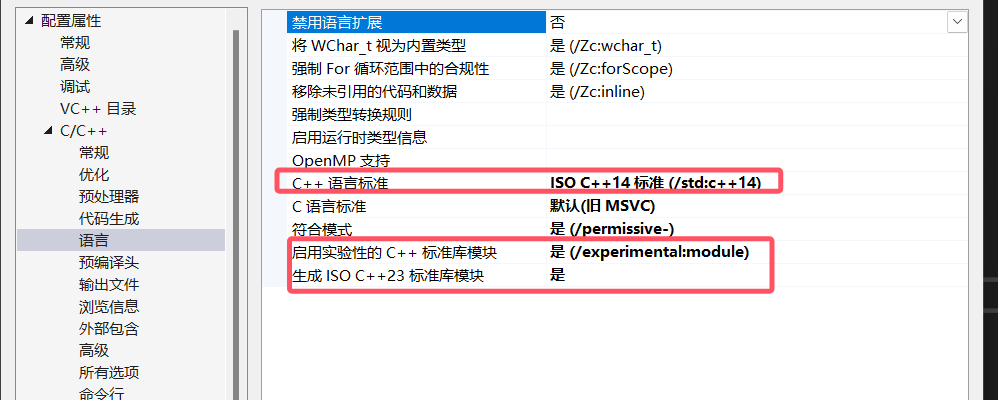 配置属性
常规
高级
调试
VC++ 目录
C/C++
常规
优化
预处理器
代码生成
语言
预编译头
输出文件
浏览信息
外部包含
高级
所有选项
命令行
禁用语言扩展 否
将 WChar_t 视为内置类型 是 (/Zc:wchar_t)
强制 For 循环范围中的合规性 是 (/Zc:forScope)
移除未引用的代码和数据 是 (/Zc:inline)
强制类型转换规则
启用运行时类型信息
OpenMP 支持
C++ 语言标准 ISO C++14 标准 (/std:c++14)
C 语言标准 默认(旧 MSVC)
符合模式 是 (/permissive-)
启用实验性的 C++ 标准库模块 是 (/experimental:module)
生成 ISO C++23 标准库模块 是